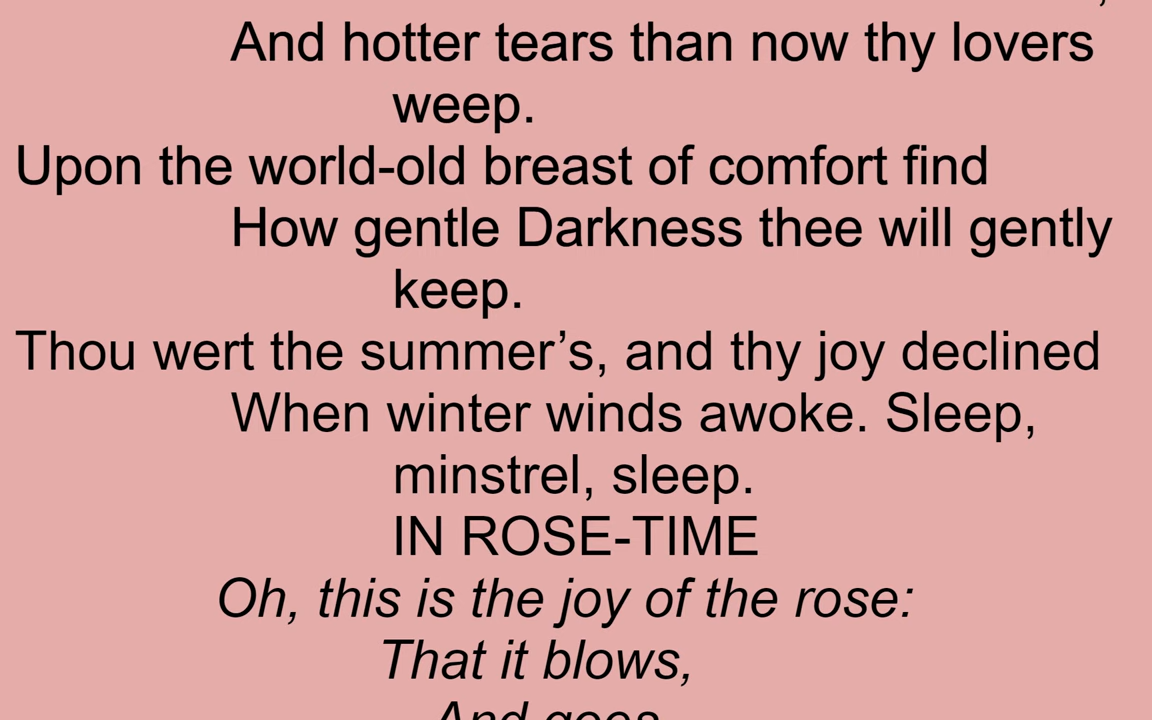 And hotter tears than now thy lovers
weep.
Upon the world-old breast of comfort find
How gentle Darkness thee will gently
keep.
Thou wert the summer’s, and thy joy declined
When winter winds awoke. Sleep,
minstrel, sleep.
IN ROSE-TIME
Oh, this is the joy of the rose:
That it blows,
And goes